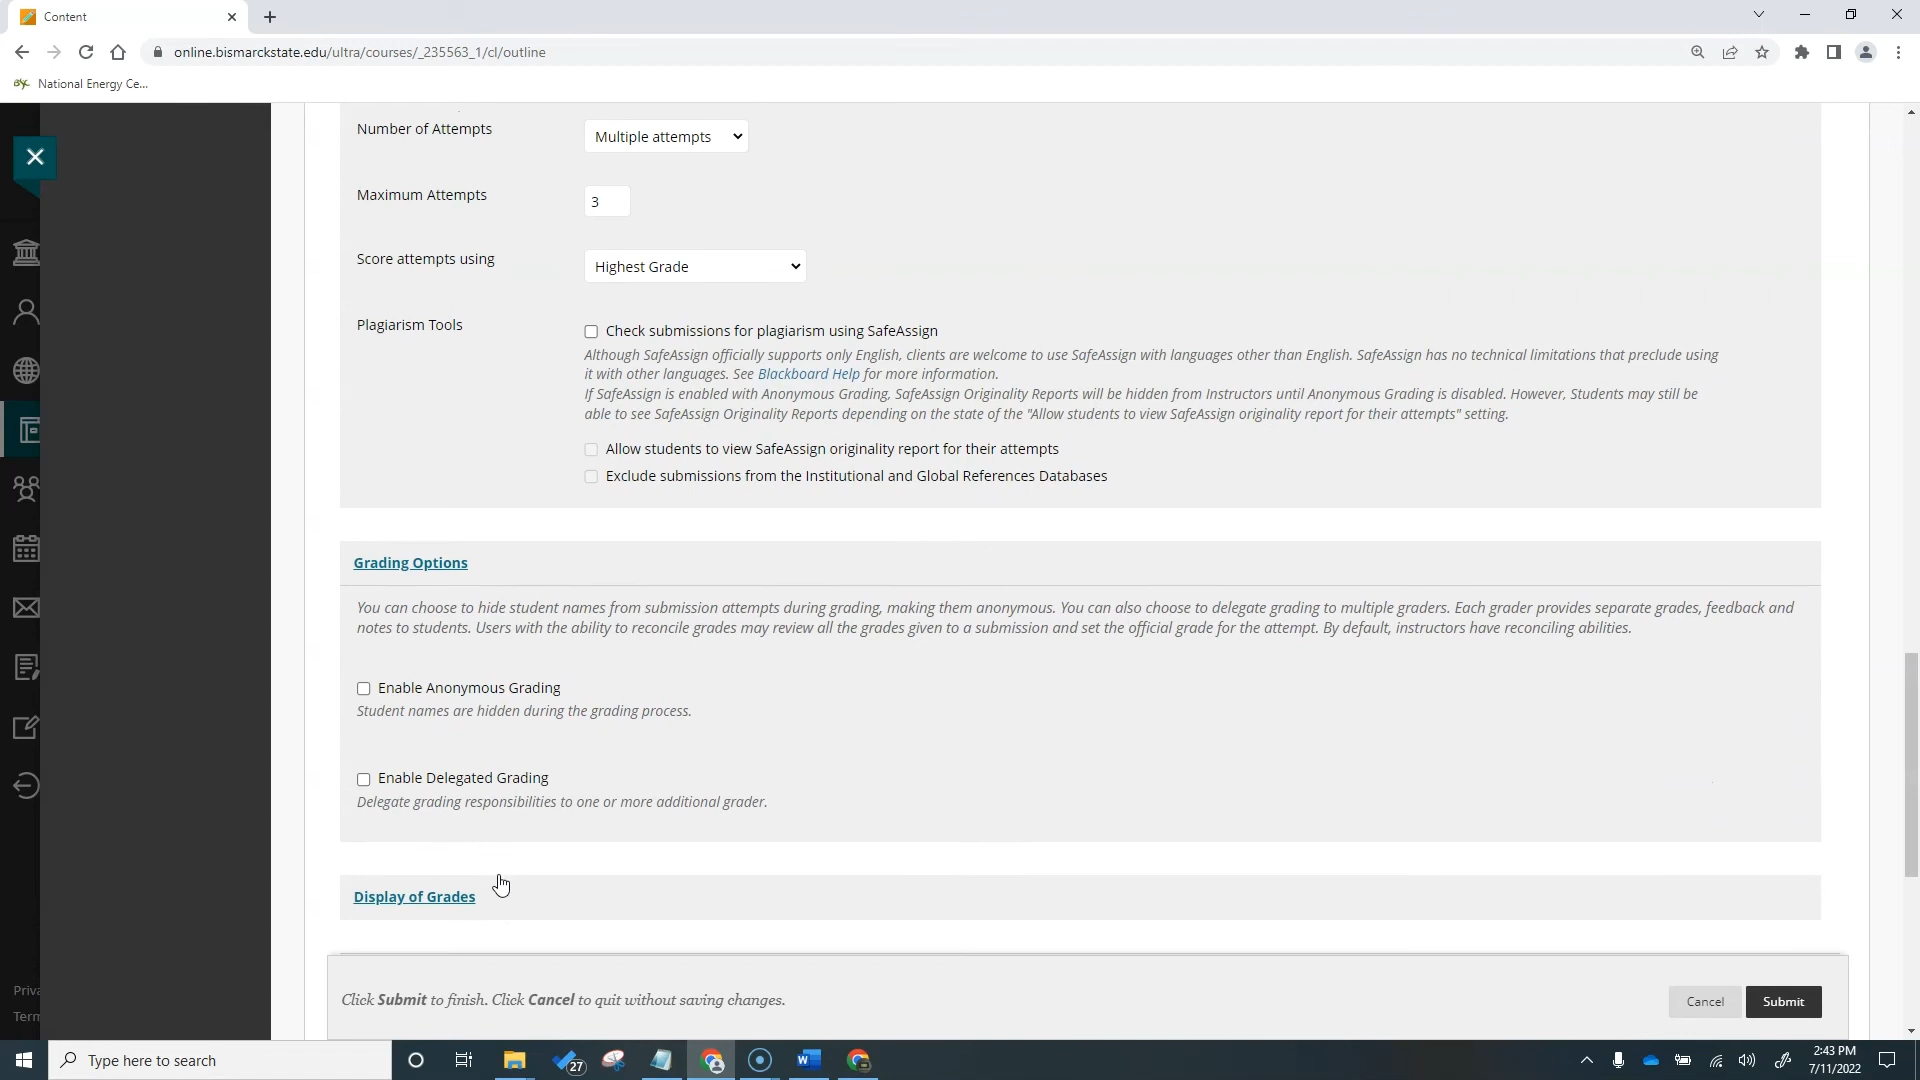 Content
online.bismarckstate.edu/ultra/courses/_235563_1/cl/outline
National Energy Ce...
Number of Attempts
Multiple attempts
Maximum Attempts
3
Score attempts using
Highest Grade
Plagiarism Tools
Check submissions for plagiarism using SafeAssign
Although SafeAssign officially supports only English, clients are welcome to use SafeAssign with languages other than English. SafeAssign has no technical limitations that preclude using
it with other languages. See Blackboard Help for more information.
If SafeAssign is enabled with Anonymous Grading, SafeAssign Originality Reports will be hidden from Instructors until Anonymous Grading is disabled. However, Students may still be
able to see SafeAssign Originality Reports depending on the state of the "Allow students to view SafeAssign originality report for their attempts" setting.
Allow students to view SafeAssign originality report for their attempts
Exclude submissions from the Institutional and Global References Databases
Grading Options
You can choose to hide student names from submission attempts during grading, making them anonymous. You can also choose to delegate grading to multiple graders. Each grader provides separate grades, feedback and
notes to students. Users with the ability to reconcile grades may review all the grades given to a submission and set the official grade for the attempt. By default, instructors have reconciling abilities.
Enable Anonymous Grading
Student names are hidden during the grading process.
Enable Delegated Grading
Delegate grading responsibilities to one or more additional grader.
Display of Grades
Priva
Term
Click Submit to finish. Click Cancel to quit without saving changes.
Cancel
Submit
Type here to search
27
2:43 PM
7/11/2022